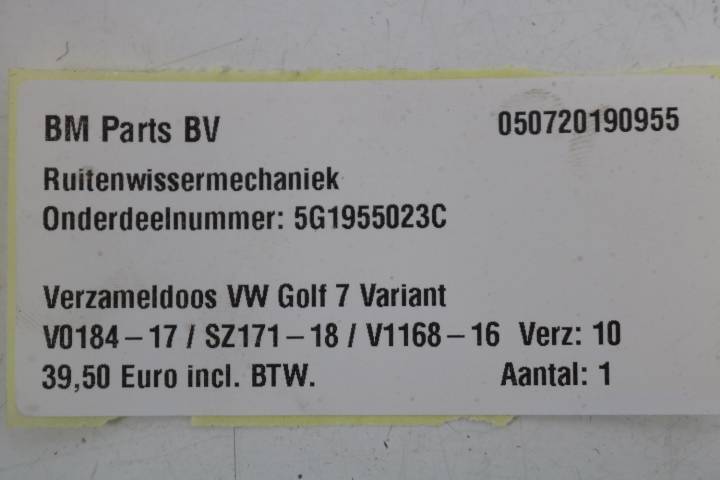 BM Parts BV 050720190955
Ruitenwissermechaniek
Onderdeelnummer: 5G1955023C
Verzameldoos VW Golf 7 Variant
V0184-17 / SZ171-18 / V1168-16 Verz: 10
39,50 Euro incl. BTW. Aantal: 1